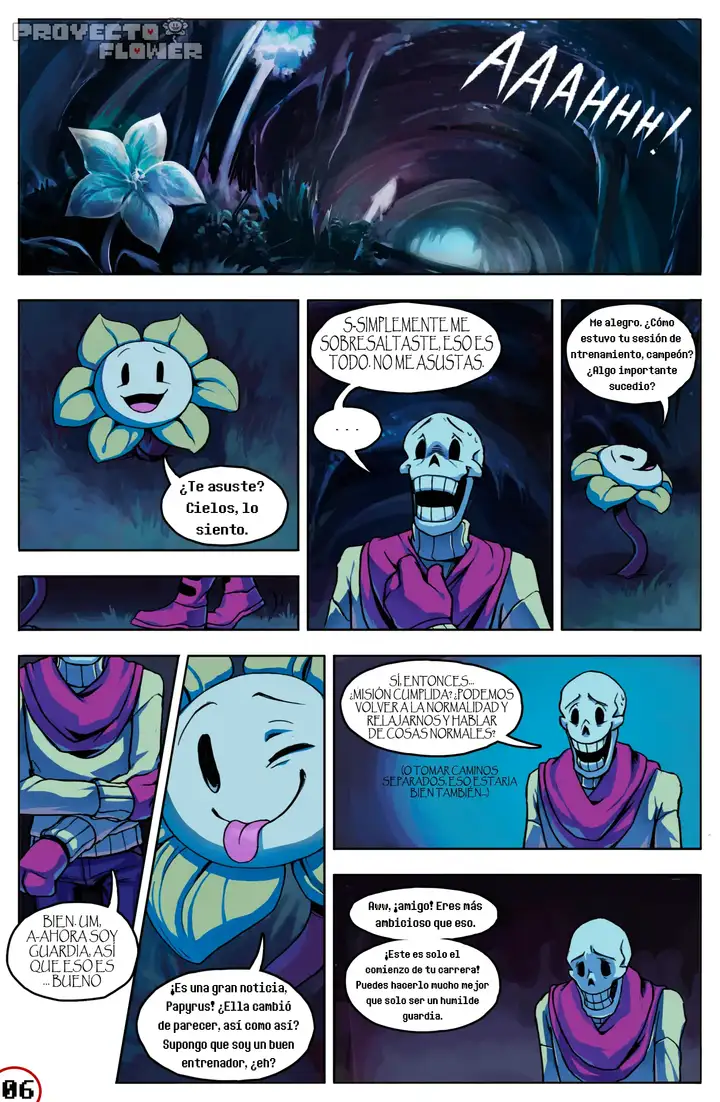 PROYECTO
FLOWER
AAAHHH!
¿Te asuste?
Cielos, lo
siento.
S-SIMPLEMENTE ME
SOBRESALTASTE, ESO ES
TODO. NO ME ASUSTAS.
. . .
Me alegro. ¿Cómo
estuvo tu sesión de
ntrenamiento, campeón?
¿Algo importante
sucedio?
BIEN. UM,
A-AHORA SOY
GUARDIA, ASÍ
QUE ESO ES
... BUENO
¡Es una gran noticia,
Papyrus! ¿Ella cambió
de parecer, así como así?
Supongo que soy un buen
entrenador, ¿eh?
SÍ, ENTONCES...
¿MISIÓN CUMPLIDA? ¿PODEMOS
VOLVER A LA NORMALIDAD Y
RELAJARNOS Y HABLAR
DE COSAS NORMALES?
(O TOMAR CAMINOS
SEPARADOS, ESO ESTARIA
BIEN TAMBIÉN--)
Aww, ¡amigo! Eres más
ambicioso que eso.
¡Este es solo el
comienzo de tu carrera!
Puedes hacerlo mucho mejor
que solo ser un humilde
guardia.
06